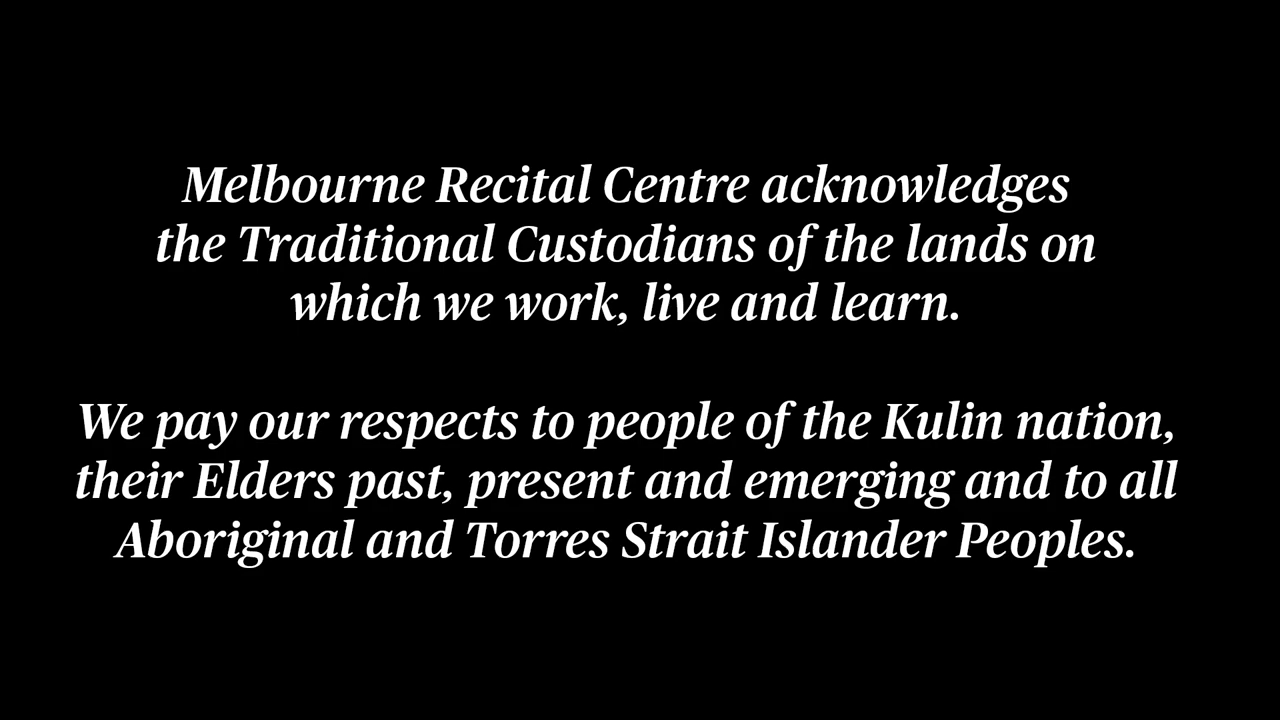 Melbourne Recital Centre acknowledges
the Traditional Custodians of the lands on
which we work, live and learn.
We pay our respects to people of the Kulin nation,
their Elders past, present and emerging and to all
Aboriginal and Torres Strait Islander Peoples.